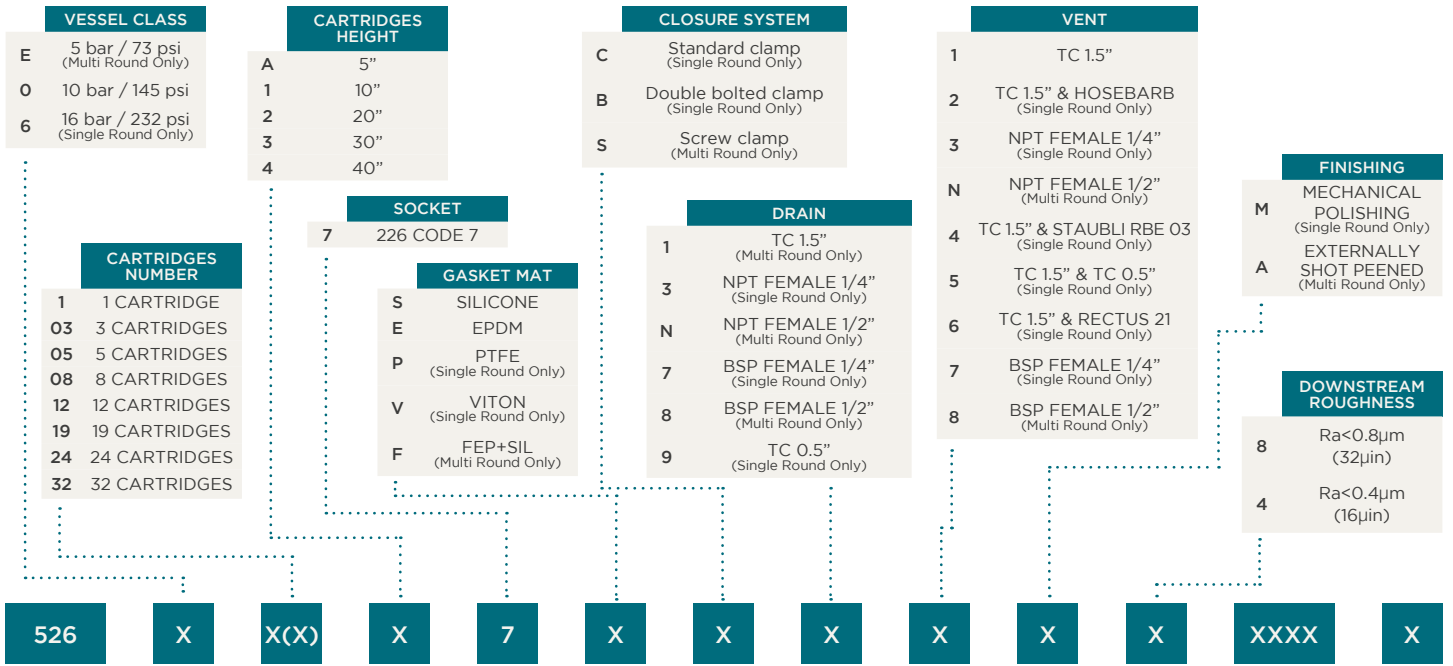 VESSEL CLASS
E 5 bar / 73 psi
(Multi Round Only)
0 10 bar / 145 psi
6 16 bar / 232 psi
(Single Round Only)
CARTRIDGES
HEIGHT
A 5”
1 10”
2 20”
3 30”
4 40”
CLOSURE SYSTEM
C Standard clamp
(Single Round Only)
B Double bolted clamp
(Single Round Only)
S Screw clamp
(Multi Round Only)
VENT
1 TC 1.5”
2 TC 1.5” & HOSEBARB
(Single Round Only)
3 NPT FEMALE 1/4”
(Single Round Only)
N NPT FEMALE 1/2”
(Multi Round Only)
4 TC 1.5” & STAUBLI RBE 03
(Single Round Only)
5 TC 1.5” & TC 0.5”
(Single Round Only)
6 TC 1.5” & RECTUS 21
(Single Round Only)
7 BSP FEMALE 1/4”
(Single Round Only)
8 BSP FEMALE 1/2”
(Multi Round Only)
FINISHING
M MECHANICAL
POLISHING
(Single Round Only)
A EXTERNALLY
SHOT PEENED
(Multi Round Only)
SOCKET
7 226 CODE 7
DRAIN
1 TC 1.5”
(Multi Round Only)
3 NPT FEMALE 1/4”
(Single Round Only)
N NPT FEMALE 1/2”
(Multi Round Only)
7 BSP FEMALE 1/4”
(Single Round Only)
8 BSP FEMALE 1/2”
(Multi Round Only)
9 TC 0.5”
(Single Round Only)
CARTRIDGES
NUMBER
1 1 CARTRIDGE
03 3 CARTRIDGES
05 5 CARTRIDGES
08 8 CARTRIDGES
12 12 CARTRIDGES
19 19 CARTRIDGES
24 24 CARTRIDGES
32 32 CARTRIDGES
GASKET MAT
S SILICONE
E EPDM
P PTFE
(Single Round Only)
V VITON
(Single Round Only)
F FEP+SIL
(Multi Round Only)
DOWNSTREAM
ROUGHNESS
8 Ra<0.8µm
(32µin)
4 Ra<0.4µm
(16µin)
526 X X(X) X 7 X X X X X X XXXX X